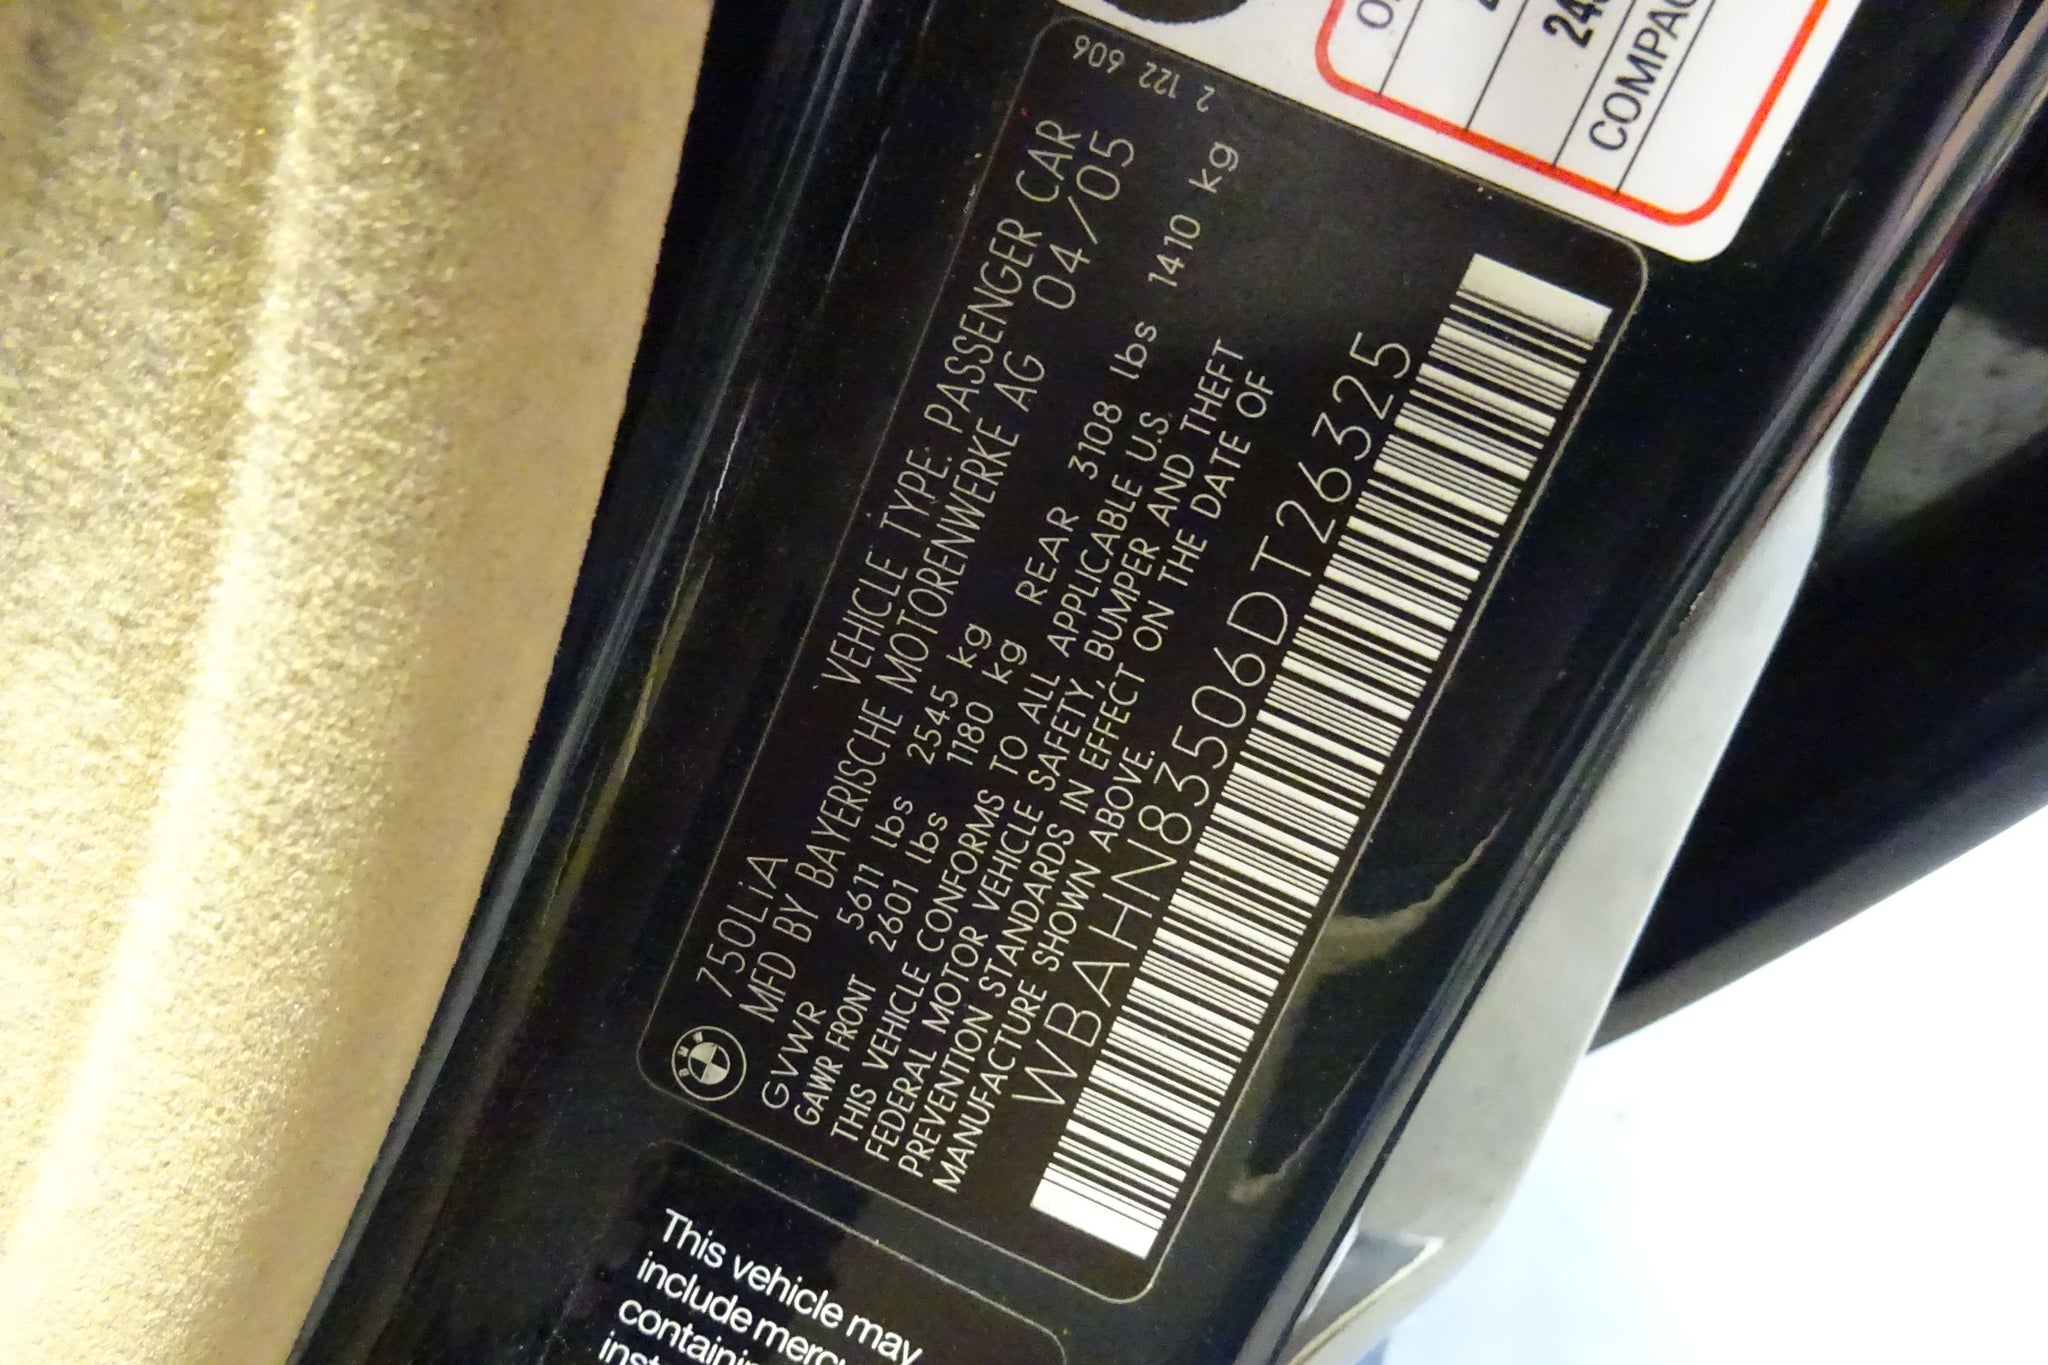 2 122 606
750LiA VEHICLE TYPE: PASSENGER CAR
MFD BY BAYERISCHE MOTORENWERKE AG 04/05
GVWR 5611 lbs 2545 kg
GAWR FRONT 2601 lbs 1180 kg REAR 3108 lbs 1410 kg
THIS VEHICLE CONFORMS TO ALL APPLICABLE U.S.
FEDERAL MOTOR VEHICLE SAFETY, BUMPER AND THEFT
PREVENTION STANDARDS IN EFFECT ON THE DATE OF
MANUFACTURE SHOWN ABOVE.
WBAHN83506DT26325
BMW
This vehicle may
include